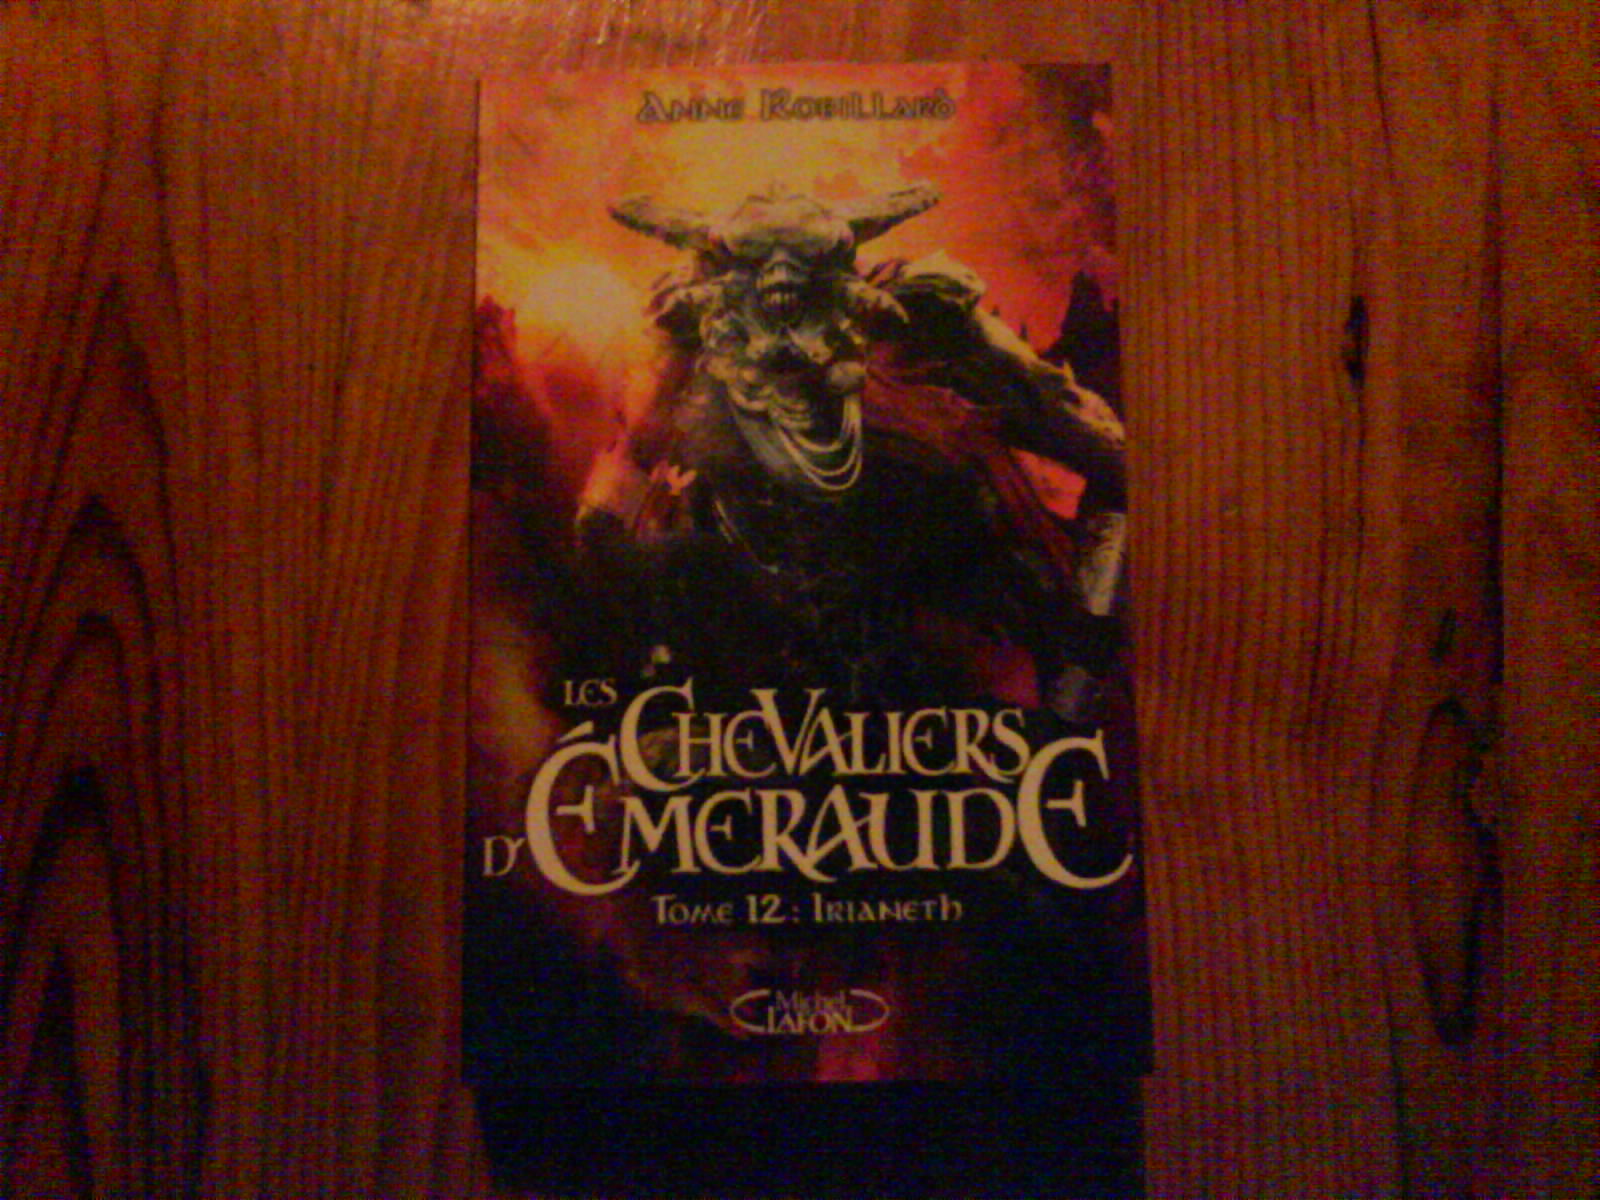 Anne Robillard
Les Chevaliers
d'Émeraude
Tome 12 : Irianeth
Michel
LAFON